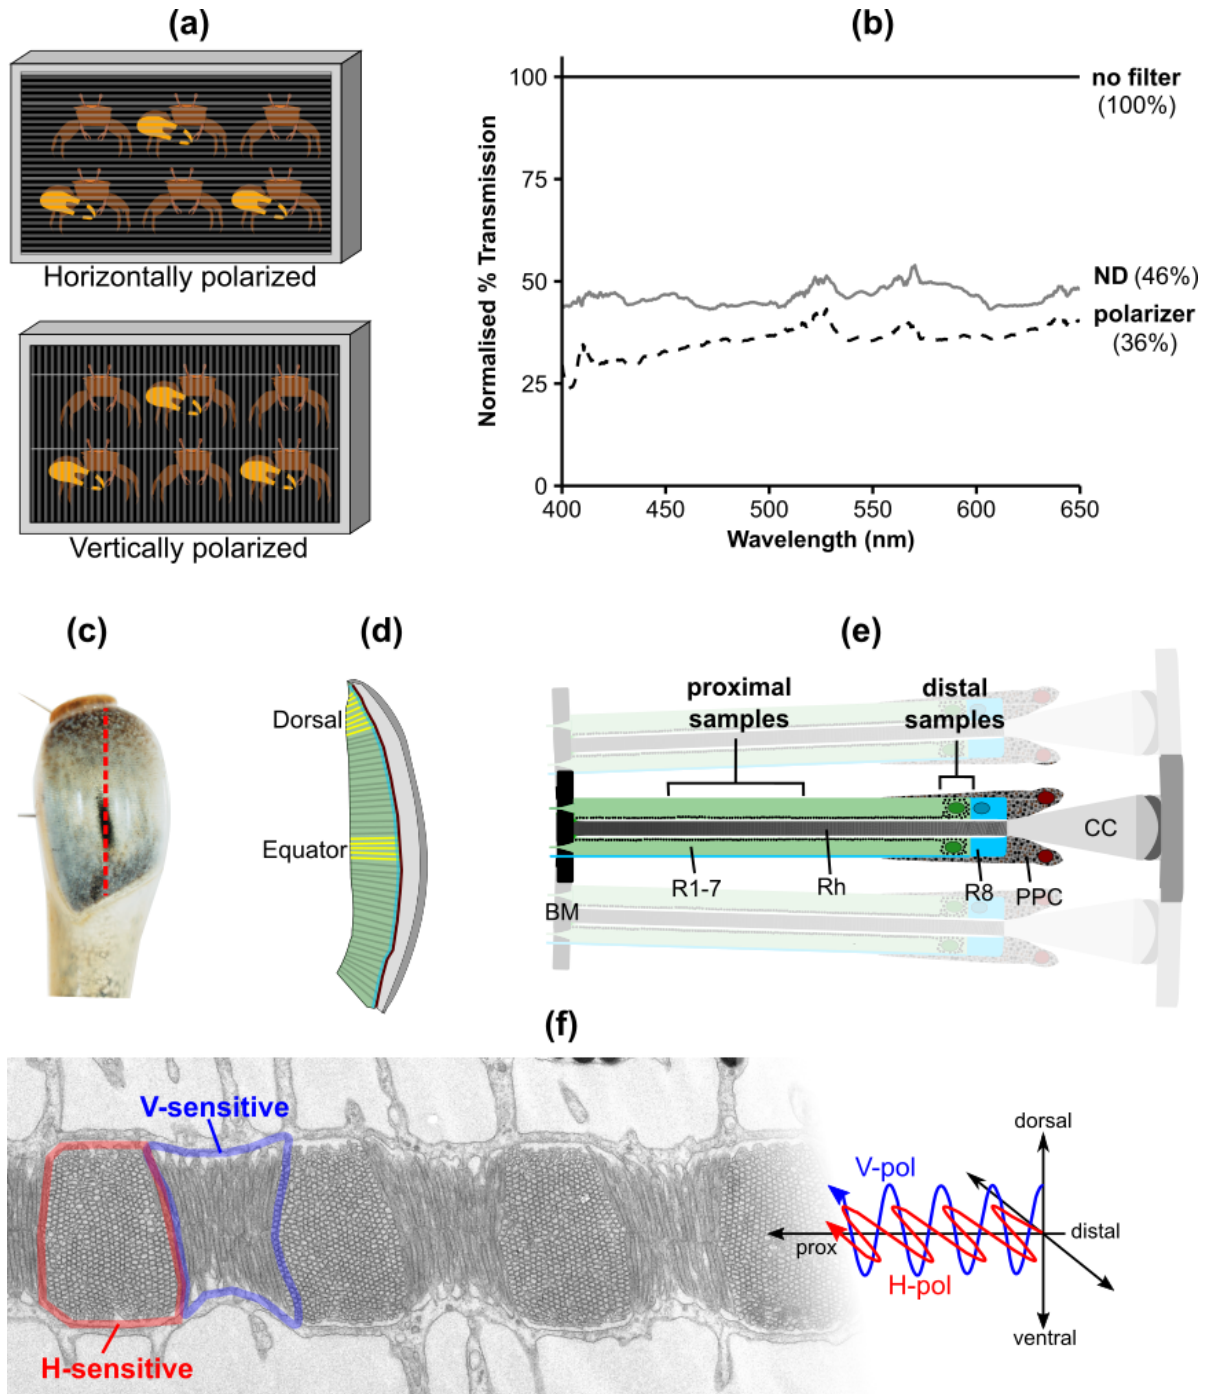 (a)
Horizontally polarized
Vertically polarized
(b)
Normalised % Transmission
100
75
50
25
0
400 450 500 550 600 650
Wavelength (nm)
no filter
(100%)
ND (46%)
polarizer
(36%)
(c)
(d)
Dorsal
Equator
(e)
proximal
samples
distal
samples
BM
R1-7
Rh
R8
PPC
CC
(f)
V-sensitive
H-sensitive
V-pol
H-pol
dorsal
distal
prox
ventral